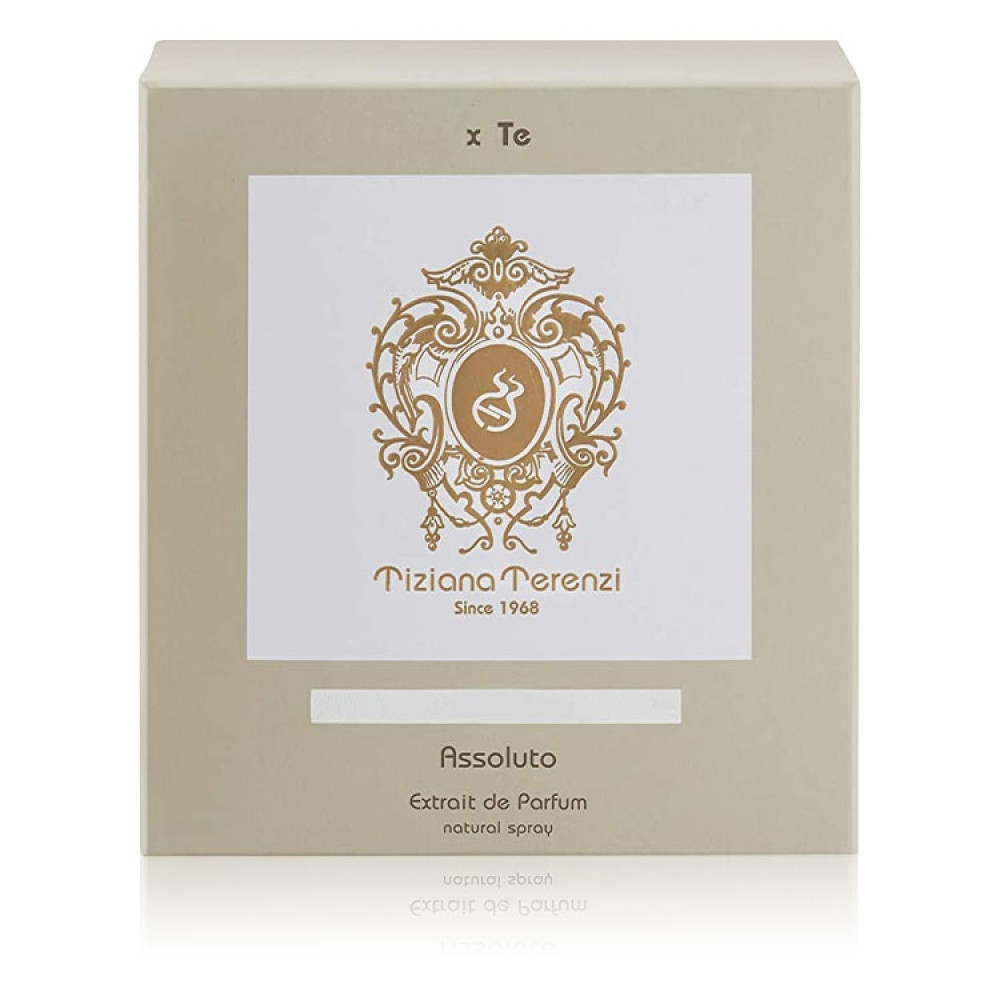 x Te
Tiziana Terenzi
Since 1968
Assoluto
Extrait de Parfum
natural spray